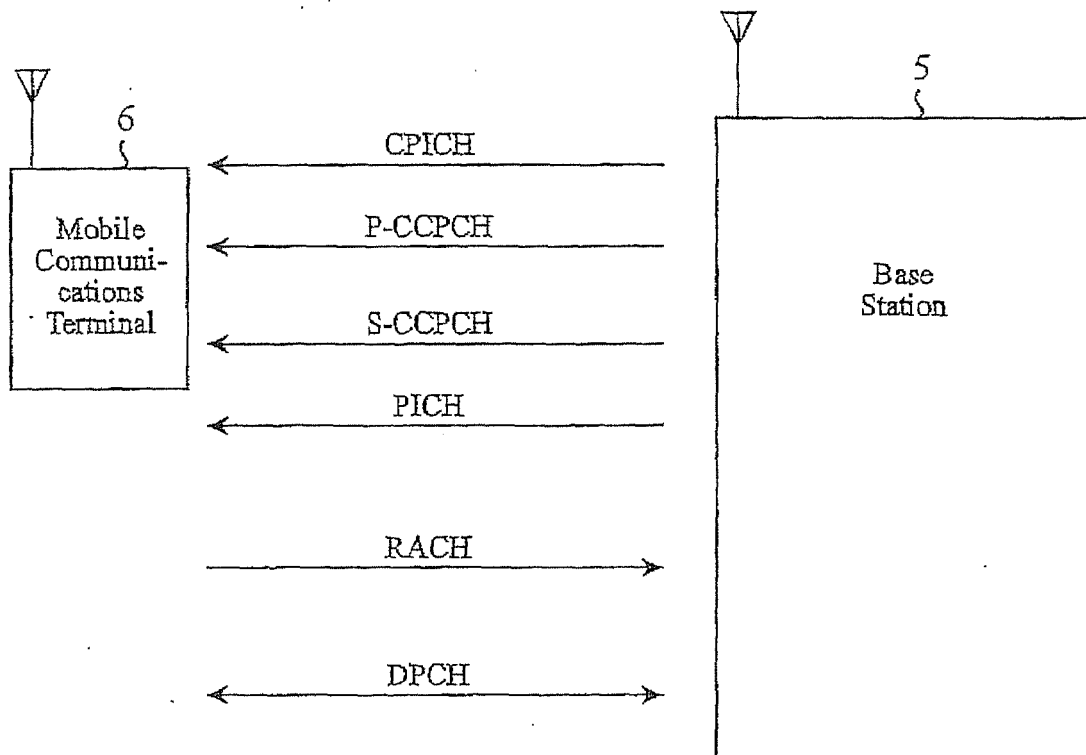 5
6
CPICH
Mobile
Communi-
cations
Terminal
P-CCPCH
Base
Station
S-CCPCH
PICH
RACH
DPCH